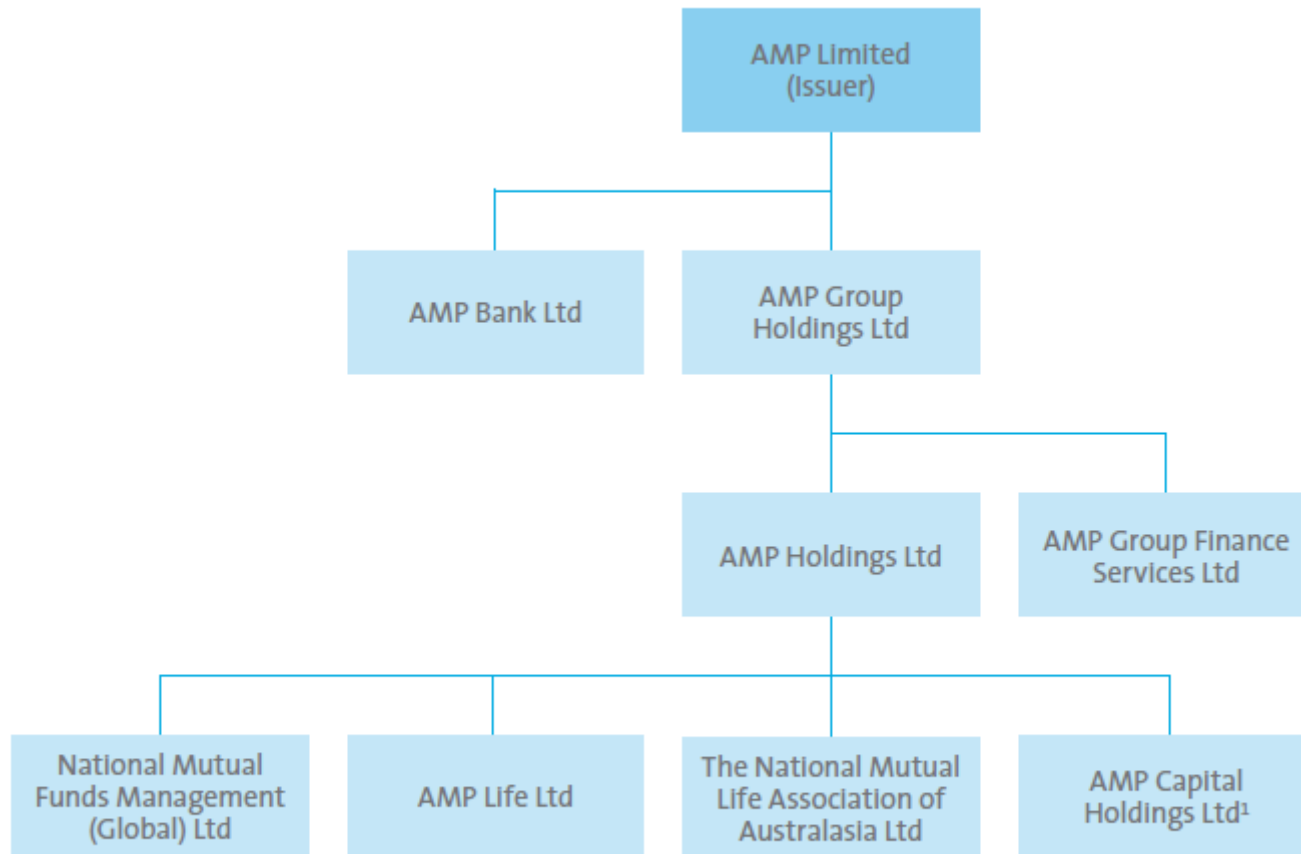 AMP Limited
(Issuer)
AMP Bank Ltd
AMP Group
Holdings Ltd
AMP Holdings Ltd
AMP Group Finance
Services Ltd
National Mutual
Funds Management
(Global) Ltd
AMP Life Ltd
The National Mutual
Life Association of
Australasia Ltd
AMP Capital
Holdings Ltd¹